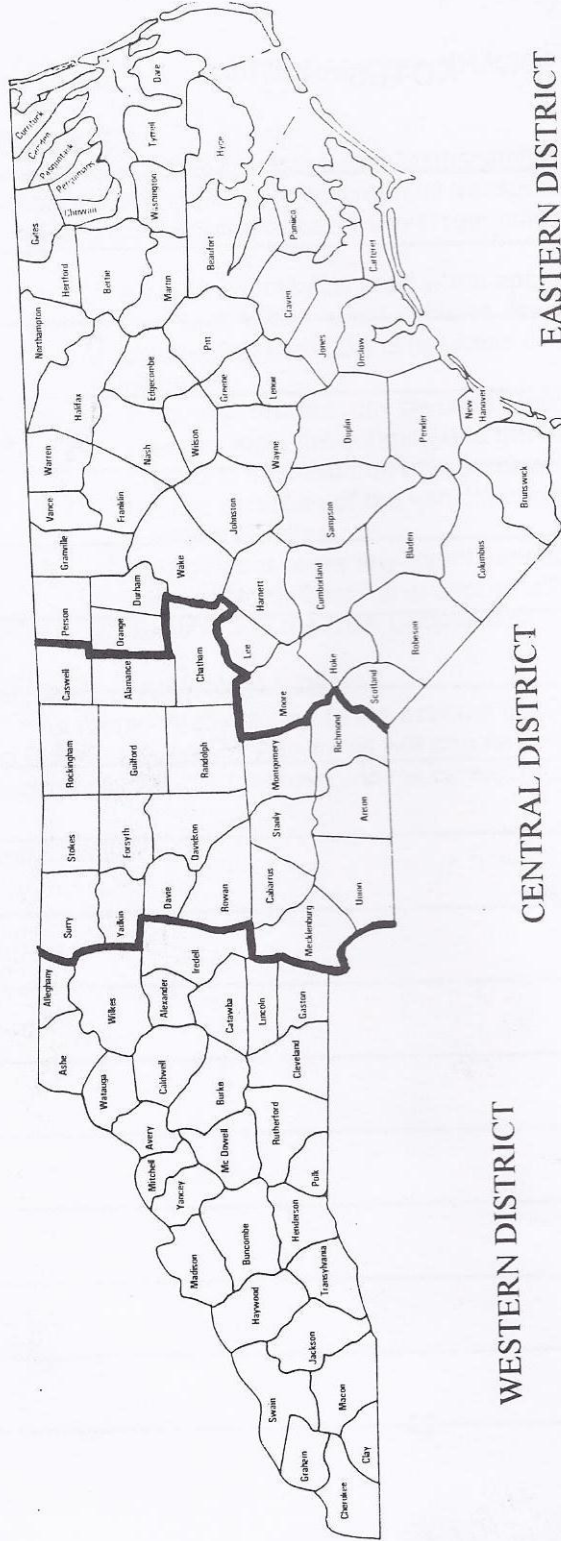 Currituck
Camden
Pasquotank
Perquimans
Chowan
Gates
Hertford
Northampton
Warren
Vance
Granville
Person
Caswell
Rockingham
Stokes
Surry
Alleghany
Ashe
Dare
Tyrrell
Washington
Bertie
Martin
Halifax
Edgecombe
Nash
Franklin
Durham
Orange
Alamance
Guilford
Forsyth
Yadkin
Wilkes
Watauga
Hyde
Beaufort
Pitt
Greene
Wilson
Wake
Johnston
Chatham
Randolph
Davidson
Davie
Rowan
Iredell
Alexander
Caldwell
Avery
Mitchell
Yancey
Madison
Pamlico
Craven
Lenoir
Wayne
Harnett
Lee
Moore
Montgomery
Stanly
Cabarrus
Catawba
Lincoln
Burke
Mc Dowell
Buncombe
Haywood
Swain
Graham
Carteret
Jones
Onslow
Duplin
Sampson
Cumberland
Hoke
Richmond
Scotland
Anson
Union
Mecklenburg
Gaston
Cleveland
Rutherford
Polk
Henderson
Transylvania
Jackson
Macon
Clay
Cherokee
Pender
New
Hanover
Bladen
Robeson
Columbus
Brunswick
WESTERN DISTRICT
CENTRAL DISTRICT
EASTERN DISTRICT